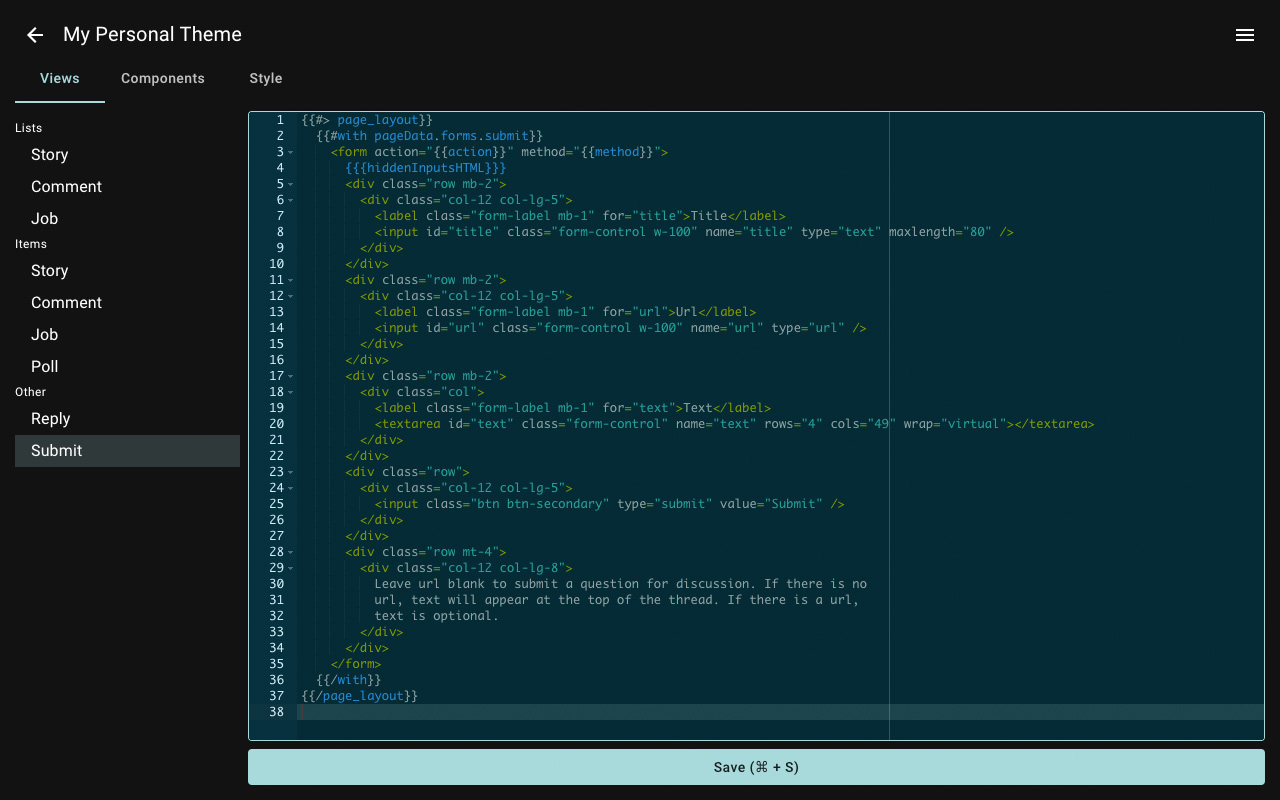 My Personal Theme
Views Components Style
Lists
Story
Comment
Job
Items
Story
Comment
Job
Poll
Other
Reply
Submit
1 {{#> page_layout}}
2 {{#with pageData.forms.submit}}
3 <form action="{{action}}" method="{{method}}">
4 {{{hiddenInputsHTML}}}
5 <div class="row mb-2">
6 <div class="col-12 col-lg-5">
7 <label class="form-label mb-1" for="title">Title</label>
8 <input id="title" class="form-control w-100" name="title" type="text" maxlength="80" />
9 </div>
10 </div>
11 <div class="row mb-2">
12 <div class="col-12 col-lg-5">
13 <label class="form-label mb-1" for="url">Url</label>
14 <input id="url" class="form-control w-100" name="url" type="url" />
15 </div>
16 </div>
17 <div class="row mb-2">
18 <div class="col">
19 <label class="form-label mb-1" for="text">Text</label>
20 <textarea id="text" class="form-control" name="text" rows="4" cols="49" wrap="virtual"></textarea>
21 </div>
22 </div>
23 <div class="row">
24 <div class="col-12 col-lg-5">
25 <input class="btn btn-secondary" type="submit" value="Submit" />
26 </div>
27 </div>
28 <div class="row mt-4">
29 <div class="col-12 col-lg-8">
30 Leave url blank to submit a question for discussion. If there is no
31 url, text will appear at the top of the thread. If there is a url,
32 text is optional.
33 </div>
34 </div>
35 </form>
36 {{/with}}
37 {{/page_layout}}
38
Save (⌘ + S)